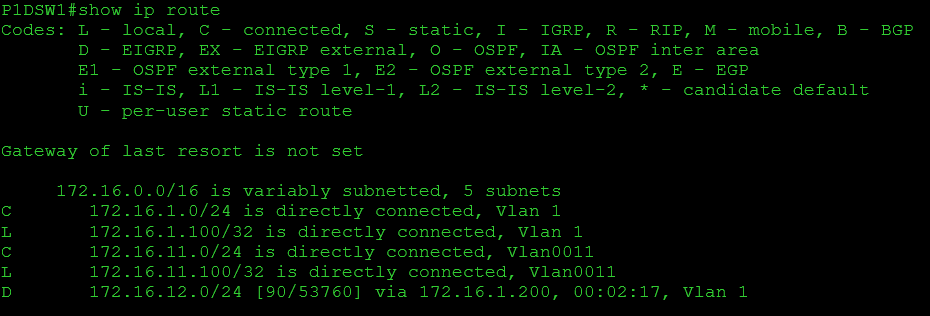 P1DSW1#show ip route
Codes: L - local, C - connected, S - static, I - IGRP, R - RIP, M - mobile, B - BGP
D - EIGRP, EX - EIGRP external, O - OSPF, IA - OSPF inter area
E1 - OSPF external type 1, E2 - OSPF external type 2, E - EGP
i - IS-IS, L1 - IS-IS level-1, L2 - IS-IS level-2, * - candidate default
U - per-user static route
Gateway of last resort is not set
172.16.0.0/16 is variably subnetted, 5 subnets
C 172.16.1.0/24 is directly connected, Vlan 1
L 172.16.1.100/32 is directly connected, Vlan 1
C 172.16.11.0/24 is directly connected, Vlan0011
L 172.16.11.100/32 is directly connected, Vlan0011
D 172.16.12.0/24 [90/53760] via 172.16.1.200, 00:02:17, Vlan 1